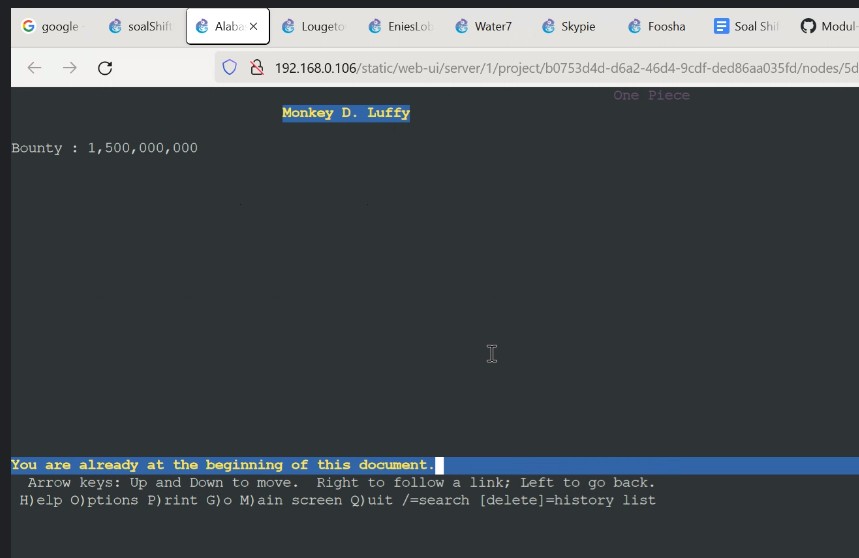 google
soalShift
Alaba
Lougeto
EniesLob
Water7
Skypie
Foosha
Soal Shif
Modul-
192.168.0.106/static/web-ui/server/1/project/b0753d4d-d6a2-46d4-9cdf-ded86aa035fd/nodes/5d
One Piece
Monkey D. Luffy
Bounty : 1,500,000,000
You are already at the beginning of this document.
Arrow keys: Up and Down to move.  Right to follow a link; Left to go back.
H)elp O)ptions P)rint G)o M)ain screen Q)uit /=search [delete]=history list